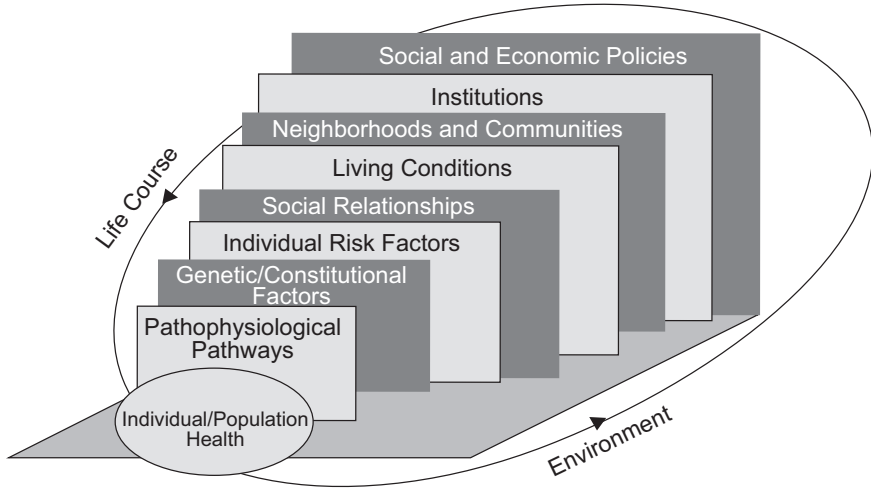 Social and Economic Policies
Institutions
Neighborhoods and Communities
Living Conditions
Social Relationships
Individual Risk Factors
Genetic/Constitutional
Factors
Pathophysiological
Pathways
Individual/Population
Health
Life Course
Environment